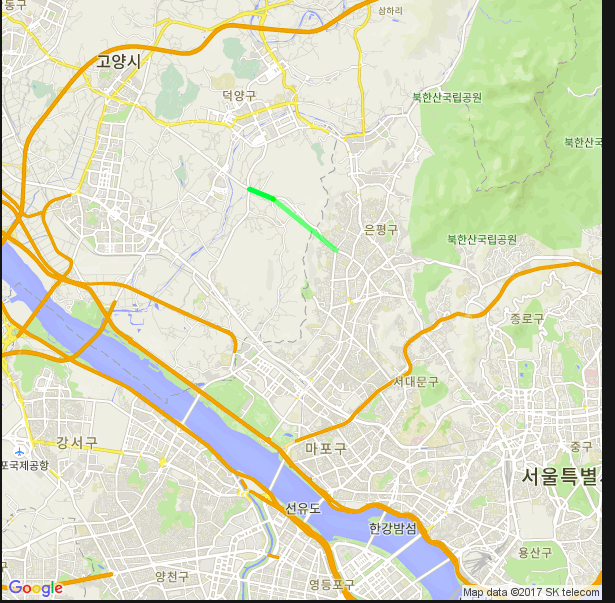 동구
삼하리
고양시
덕양구
북한산국립공원
북한산국
은평구
북한산국립공원
종로구
서대문구
강서구
마포구
중구
포국제공항
서울특별시
선유도
한강밤섬
용산구
양천구
영등포구
Google
Map data ©2017 SK telecom